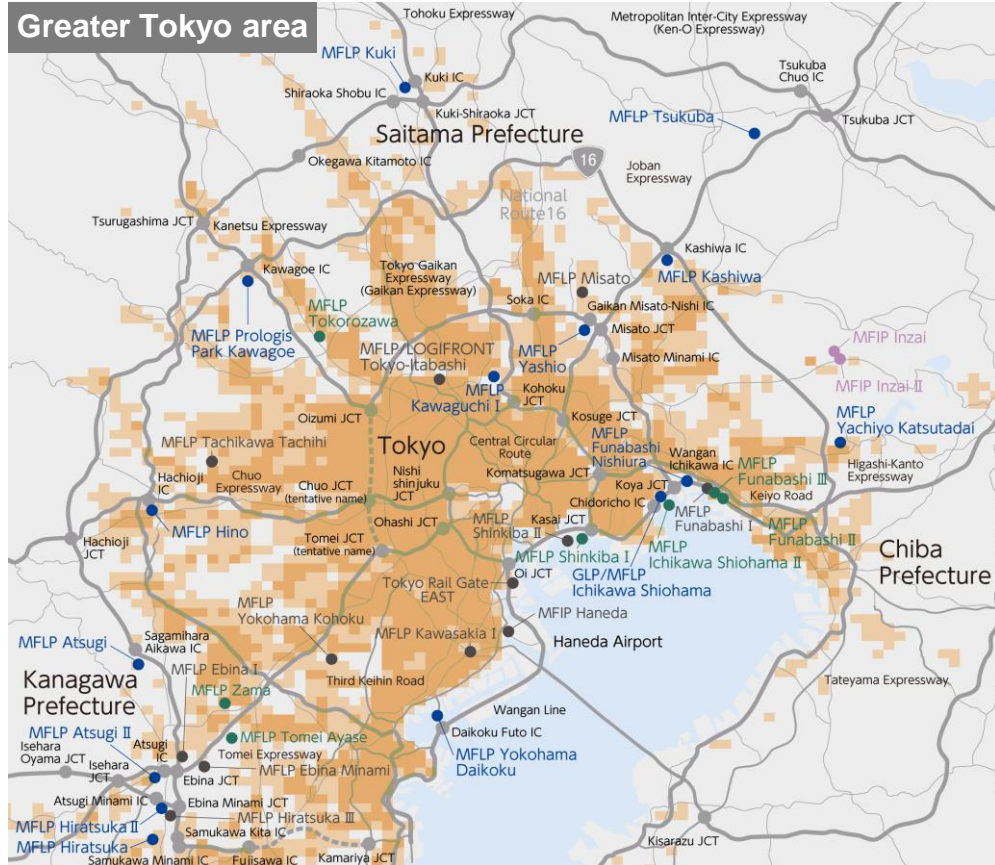 Greater Tokyo area
Tohoku Expressway
Metropolitan Inter-City Expressway
(Ken-O Expressway)
MFLP Kuki
Kuki IC
Tsukuba
Chuo IC
Shiraoka Shobu IC
Kuki-Shiraoka JCT
MFLP Tsukuba
Tsukuba JCT
Saitama Prefecture
Okegawa Kitamoto IC
16
Joban
Expressway
National
Route16
Tsurugashima JCT
Kanetsu Expressway
Kashiwa IC
Kawagoe IC
Tokyo Gaikan
Expressway
(Gaikan Expressway)
MFLP Misato
MFLP Kashiwa
MFLP
Tokorozawa
Soka IC
Gaikan Misato-Nishi IC
MFLP Prologis
Park Kawagoe
MFLP LOGIFRONT
Tokyo-Itabashi
MFLP
Yashio
Misato JCT
Misato Minami IC
MFIP Inzai
MFIP Inzai II
MFLP
Kawaguchi I
Kohoku
JCT
Oizumi JCT
Kosuge JCT
MFLP
Yachiyo Katsutadai
MFLP Tachikawa Tachihi
Tokyo
Central Circular
Route
MFLP
Funabashi
Nishiura
Wangan
Ichikawa IC
MFLP
Funabashi III
Higashi-Kanto
Expressway
Hachioji
IC
Chuo
Expressway
Chuo JCT
(tentative name)
Nishi
shinjuku
JCT
Komatsugawa JCT
Koya JCT
Chidoricho IC
Keiyo Road
MFLP
Funabashi I
MFLP
Funabashi II
MFLP Hino
Hachioji
JCT
Ohashi JCT
MFLP
Shinkiba II
Kasai JCT
Tomei JCT
(tentative name)
MFLP Shinkiba I
MFLP
Ichikawa Shiohama II
Chiba
Prefecture
Oi JCT
GLP/MFLP
Ichikawa Shiohama
Tokyo Rail Gate
EAST
MFLP
Yokohama
Kohoku
MFIP Haneda
MFLP Kawasakia I
Haneda Airport
Sagamihara
Aikawa IC
MFLP Atsugi
MFLP Ebina I
Third Keihin Road
Tateyama Expressway
Kanagawa
Prefecture
MFLP Zama
Wangan Line
Daikoku Futo IC
MFLP Atsugi II
Atsugi
IC
MFLP Tomei Ayase
Tomei Expressway
MFLP Yokohama
Daikoku
Isehara
Oyama JCT
Isehara
JCT
Ebina JCT
MFLP Ebina Minami
Atsugi Minami IC
Ebina Minami JCT
MFLP Hiratsuka II
MFLP Hiratsuka III
MFLP Hiratsuka
Samukawa Kita IC
Kisarazu JCT
Samukawa Minami IC
Fujisawa IC
Kamariya JCT